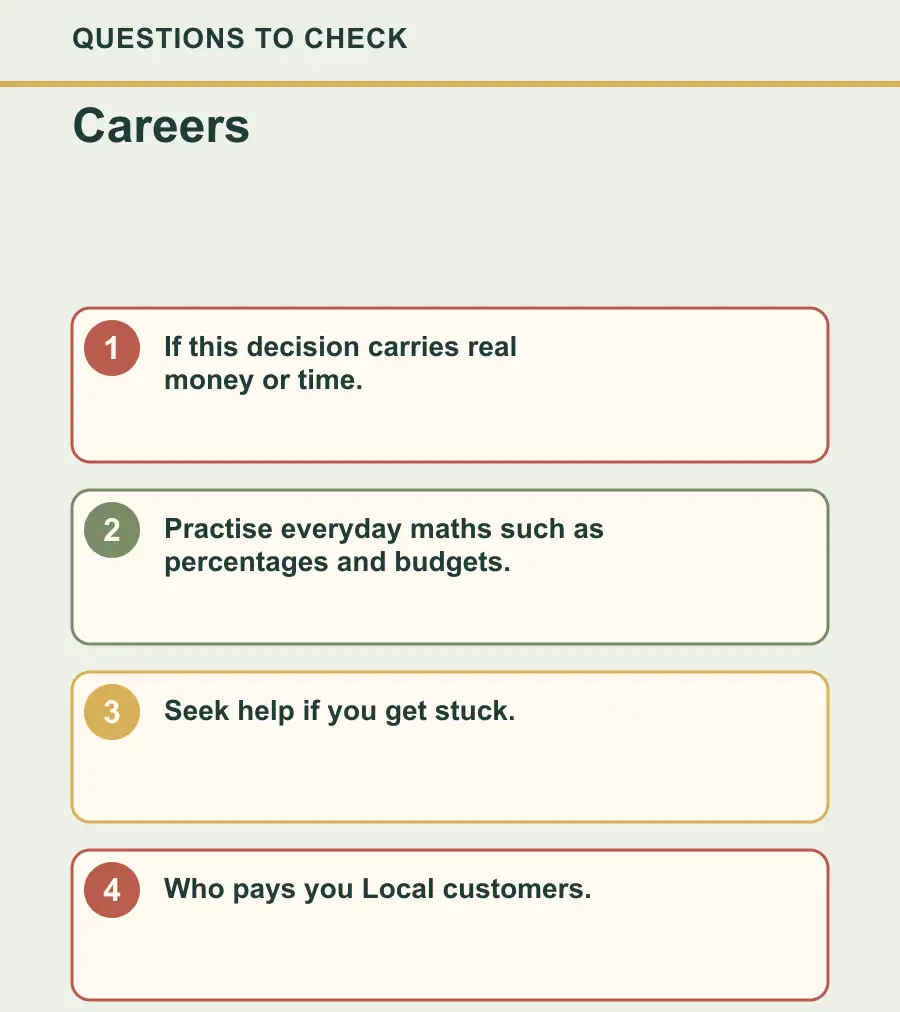 QUESTIONS TO CHECK
Careers
1
If this decision carries real
money or time.
2
Practise everyday maths such as
percentages and budgets.
3
Seek help if you get stuck.
4
Who pays you Local customers.